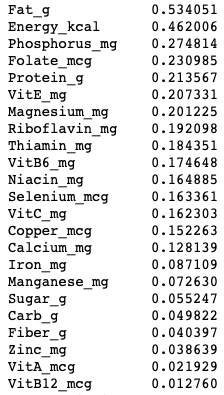 Fat_g 0.534051
Energy_kcal 0.462006
Phosphorus_mg 0.274814
Folate_mcg 0.230985
Protein_g 0.213567
VitE_mg 0.207331
Magnesium_mg 0.201225
Riboflavin_mg 0.192098
Thiamin_mg 0.184351
VitB6_mg 0.174648
Niacin_mg 0.164885
Selenium_mcg 0.163361
VitC_mg 0.162303
Copper_mcg 0.152263
Calcium_mg 0.128139
Iron_mg 0.087109
Manganese_mg 0.072630
Sugar_g 0.055247
Carb_g 0.049822
Fiber_g 0.040397
Zinc_mg 0.038639
VitA_mcg 0.021929
VitB12_mcg 0.012760